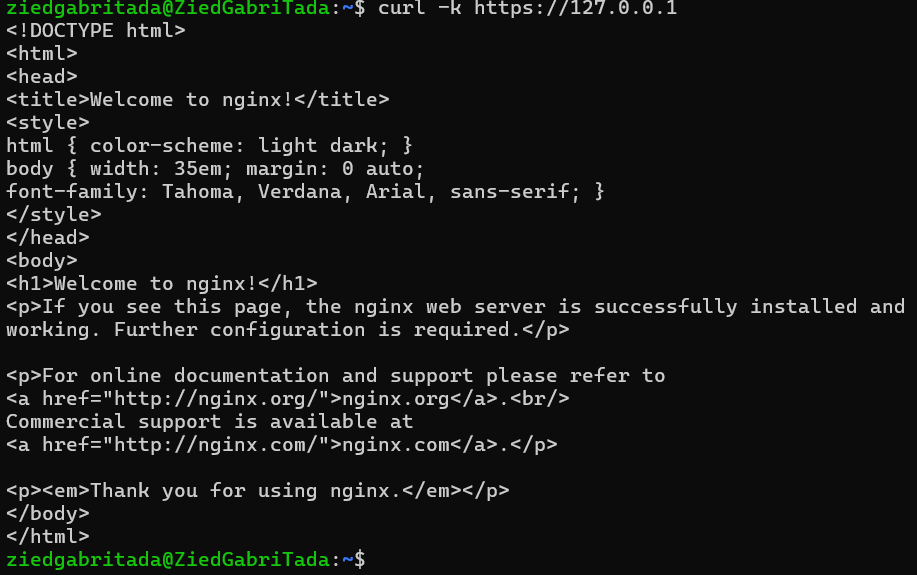 ziedgabritada@ZiedGabriTada:~$ curl -k https://127.0.0.1
<!DOCTYPE html>
<html>
<head>
<title>Welcome to nginx!</title>
<style>
html { color-scheme: light dark; }
body { width: 35em; margin: 0 auto;
font-family: Tahoma, Verdana, Arial, sans-serif; }
</style>
</head>
<body>
<h1>Welcome to nginx!</h1>
<p>If you see this page, the nginx web server is successfully installed and
working. Further configuration is required.</p>

<p>For online documentation and support please refer to
<a href="http://nginx.org/">nginx.org</a>.<br/>
Commercial support is available at
<a href="http://nginx.com/">nginx.com</a>.</p>

<p><em>Thank you for using nginx.</em></p>
</body>
</html>
ziedgabritada@ZiedGabriTada:~$